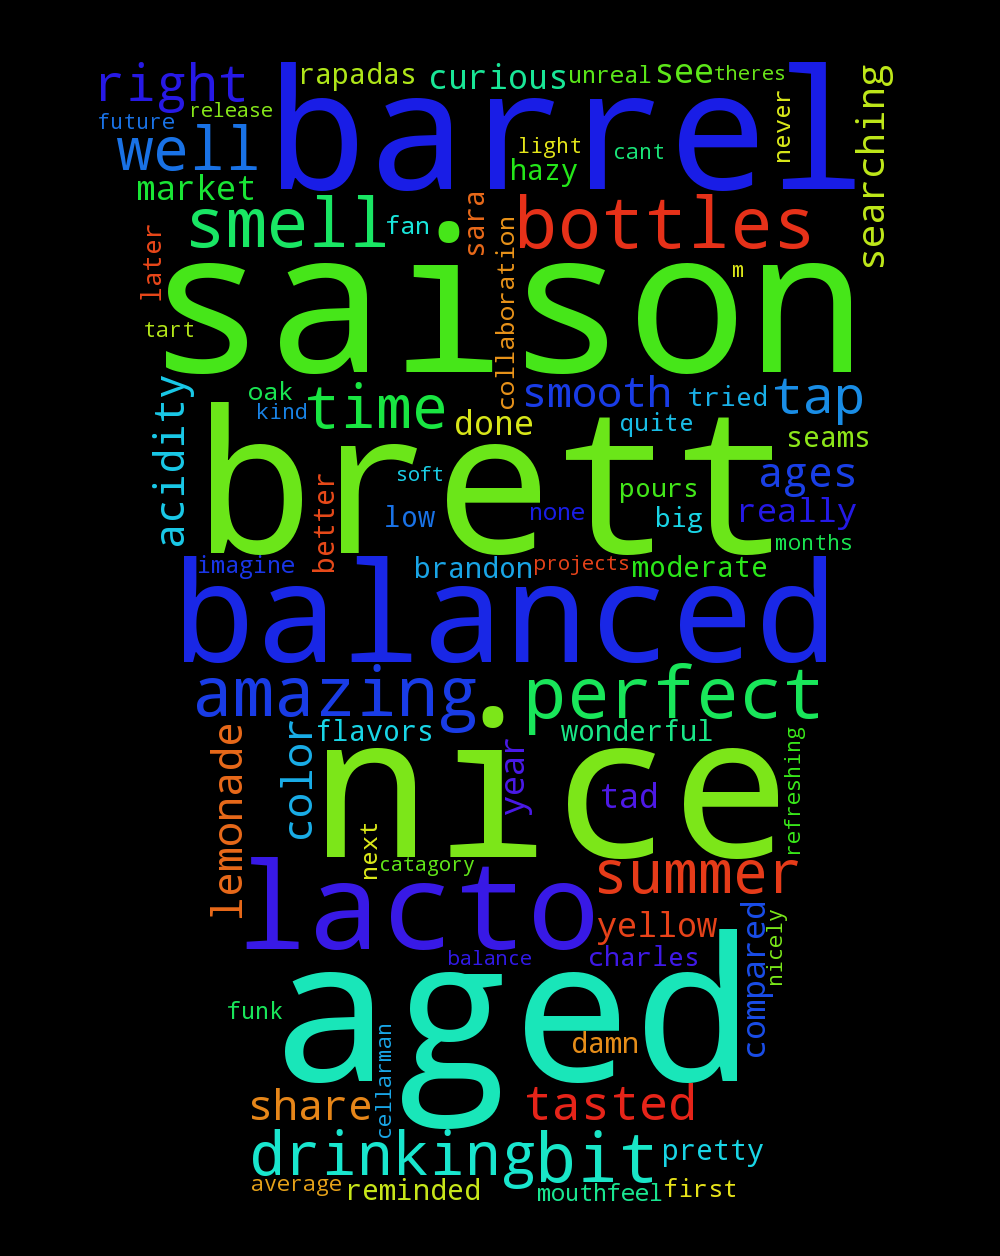 rapadas curious unreal see theres
right barrel searching
release
future well light cant never
market hazy
smell fan sara bottles
later saison m
tart collaboration
acidity oak time smooth tried tap
kind done quite seams
brett
soft pours ages
better low none big really
months
imagine brandon projects moderate
balanced
amazing perfect
flavors wonderful
lemonade color nice year tad refreshing
next catagory summer
lacto yellow compared nicely
balance charles
funk aged damn
cellarman
share tasted
drinking bit pretty
average reminded mouthfeel first